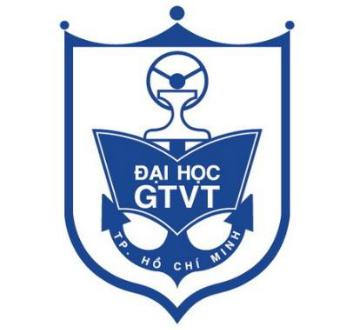 ĐẠI HỌC
GTVT
TP. HỒ CHÍ MINH